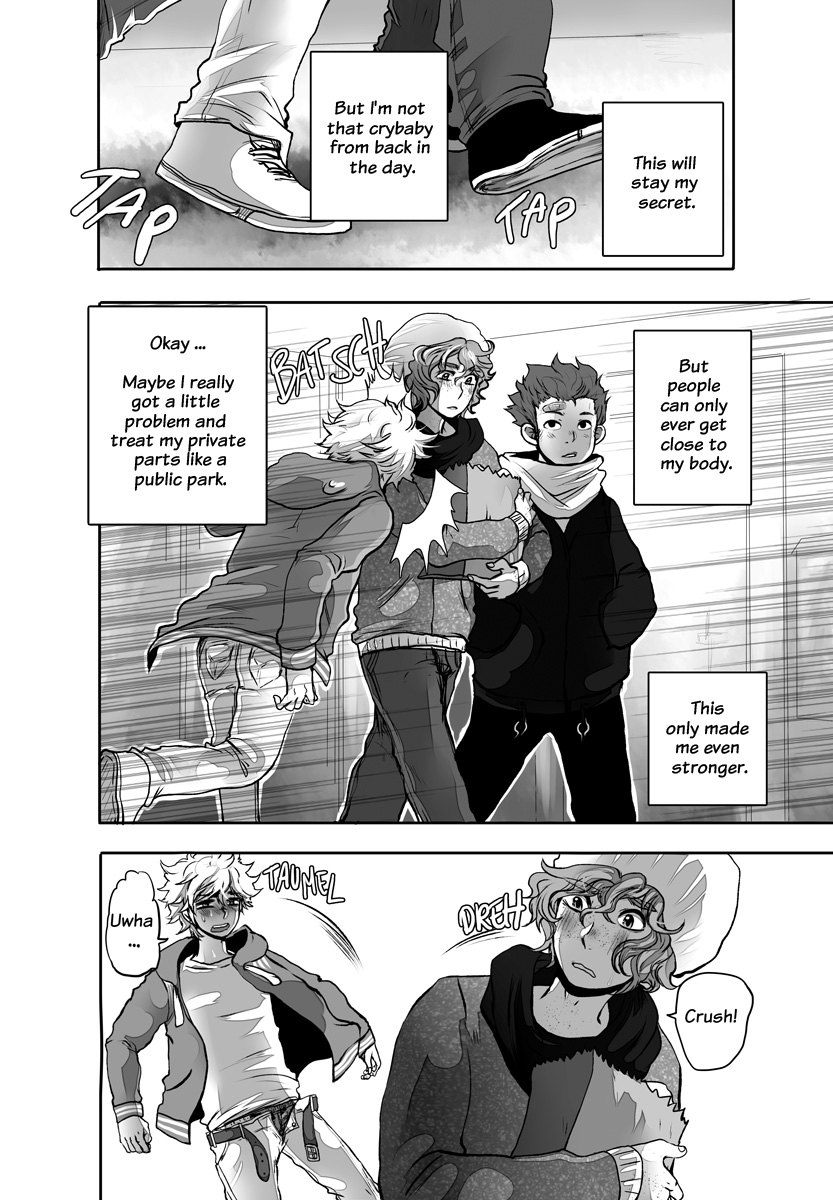 But I'm not
that crybaby
from back in
the day.
This will
stay my
secret.
TAP
TAP
Okay ...
Maybe I really
got a little
problem and
treat my private
parts like a
public park.
BATSCH
But
people
can only
ever get
close to
my body.
This
only made
me even
stronger.
Uwha
...
TAUMEL
DREH
Crush!